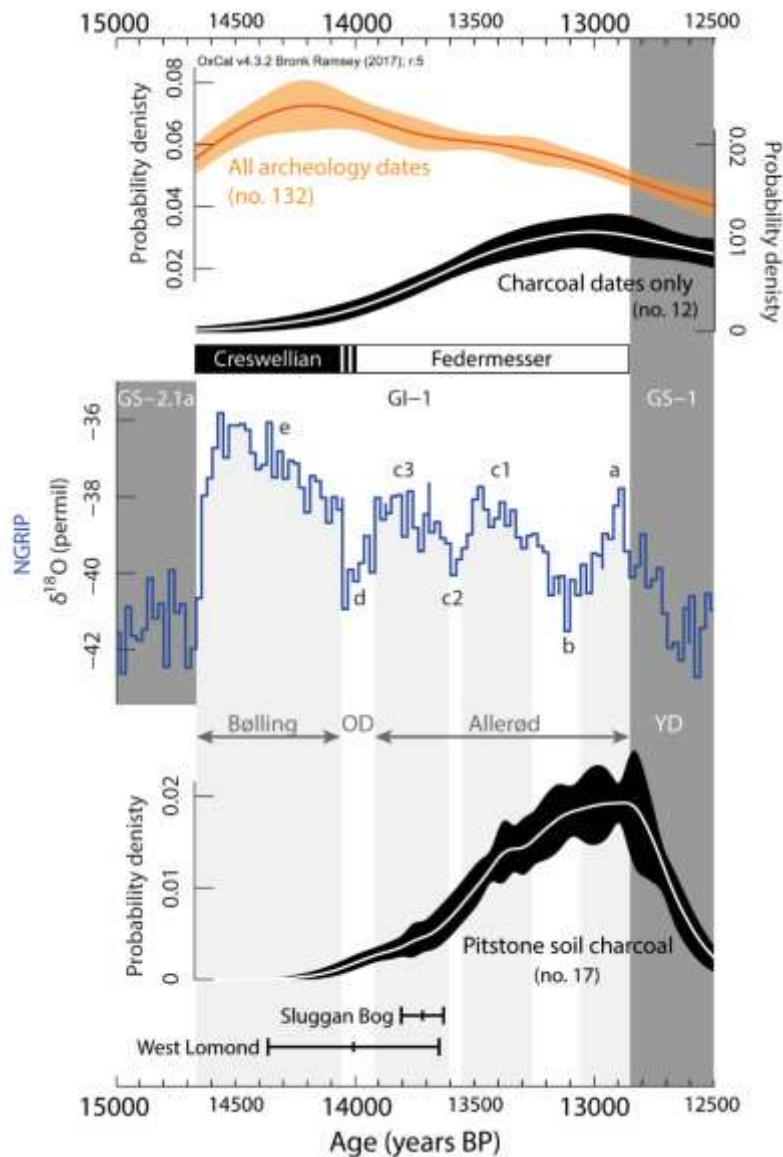 15000 14500 14000 13500 13000 12500
OxCal v4.3.2 Bronk Ramsey (2017); r:5
Probability denisty
0.02 0.04 0.06 0.08
All archeology dates
(no. 132)
Probability denisty
0 0.01 0.02
Charcoal dates only
(no. 12)
Creswellian Federmesser
GS-2.1a GI-1 GS-1
NGRIP
δ18O (permil)
−36
−38
−40
−42
e
c3 c1 a
d c2
b
Bølling OD Allerød YD
Probability denisty
0 0.01 0.02
Pitstone soil charcoal
(no. 17)
Sluggan Bog
West Lomond
15000 14500 14000 13500 13000 12500
Age (years BP)